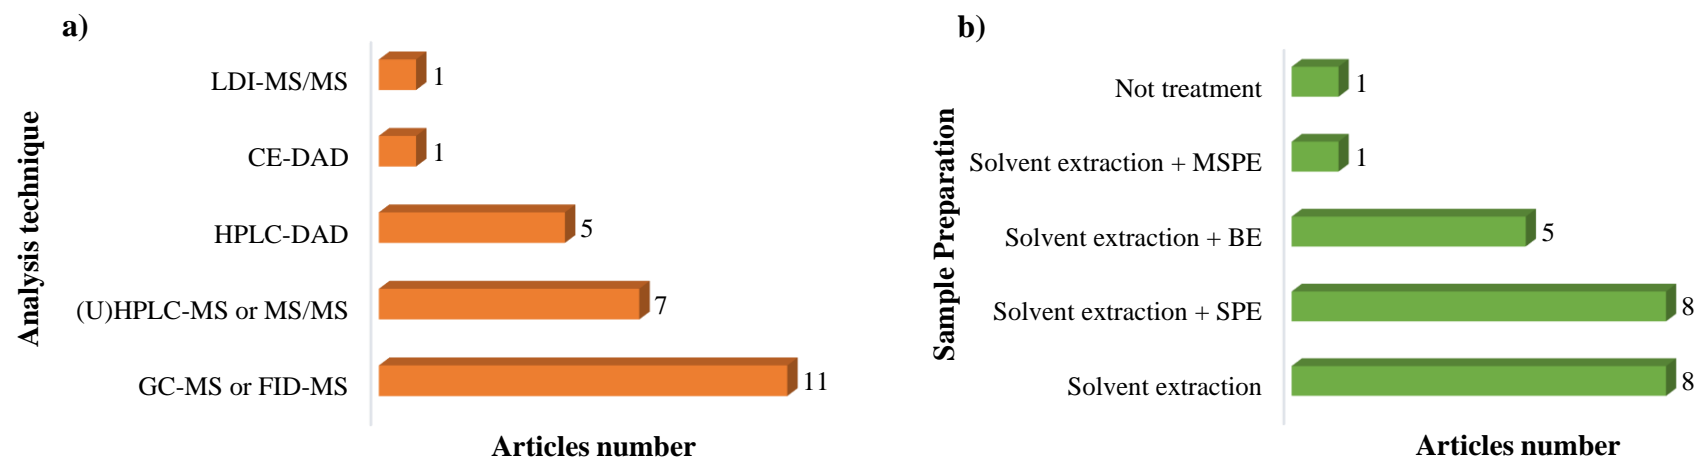 a)
Analysis technique
LDI-MS/MS 1
CE-DAD 1
HPLC-DAD 5
(U)HPLC-MS or MS/MS 7
GC-MS or FID-MS 11
Articles number
b)
Sample Preparation
Not treatment 1
Solvent extraction + MSPE 1
Solvent extraction + BE 5
Solvent extraction + SPE 8
Solvent extraction 8
Articles number